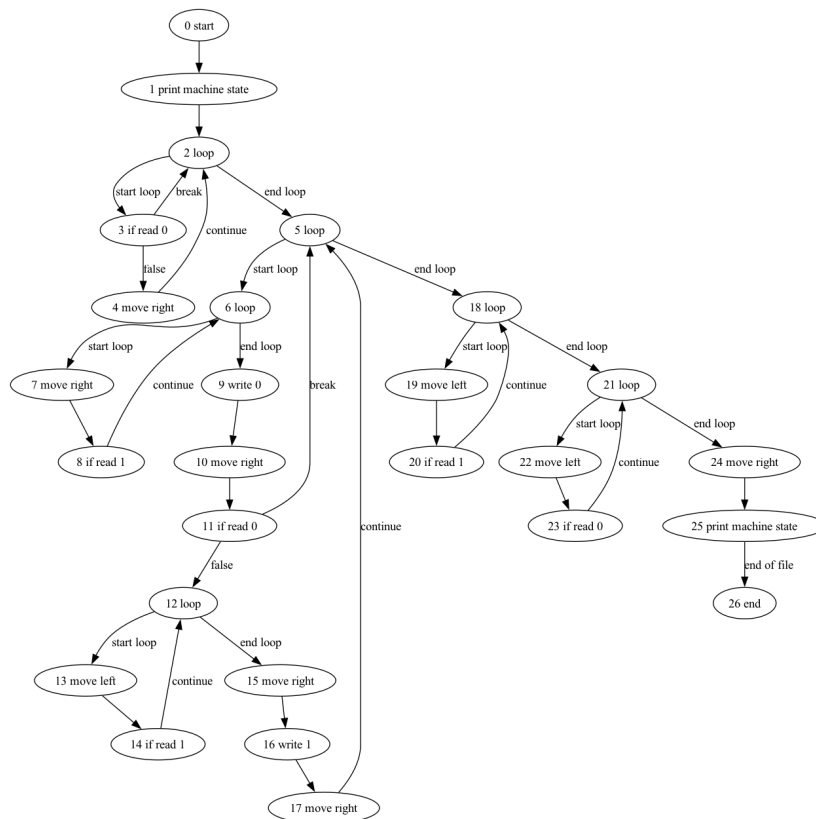 0 start
1 print machine state
2 loop
start loop
break
end loop
3 if read 0
continue
5 loop
false
start loop
end loop
4 move right
6 loop
18 loop
start loop
end loop
start loop
end loop
7 move right
continue
9 write 0
break
19 move left
continue
21 loop
start loop
end loop
8 if read 1
10 move right
20 if read 1
22 move left
continue
24 move right
11 if read 0
continue
23 if read 0
25 print machine state
false
end of file
12 loop
26 end
start loop
end loop
13 move left
continue
15 move right
14 if read 1
16 write 1
17 move right